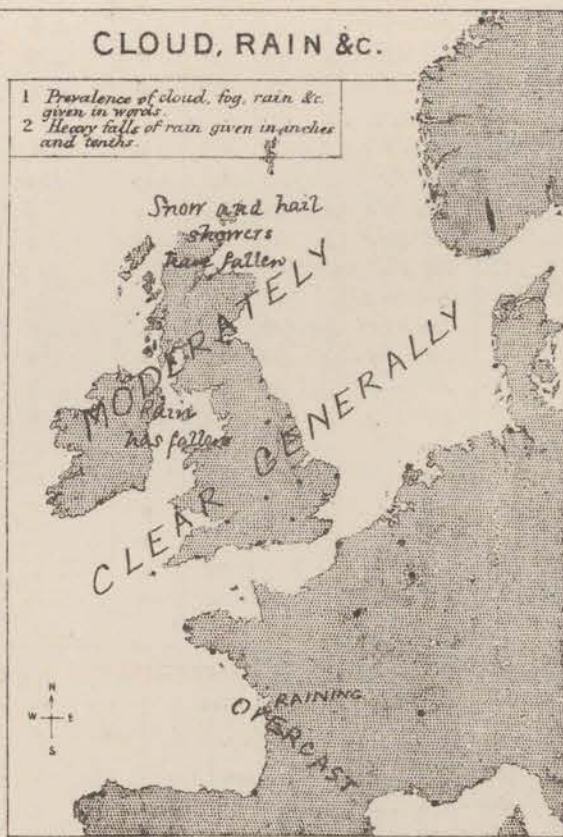 CLOUD, RAIN &c.
1 Prevalence of cloud, fog, rain &c.
given in words.
2 Heavy falls of rain given in inches
and tenths.
Snow and hail
showers
have fallen
MODERATELY
Rain
has fallen
CLEAR GENERALLY
RAINING
OVERCAST
N
W E
S